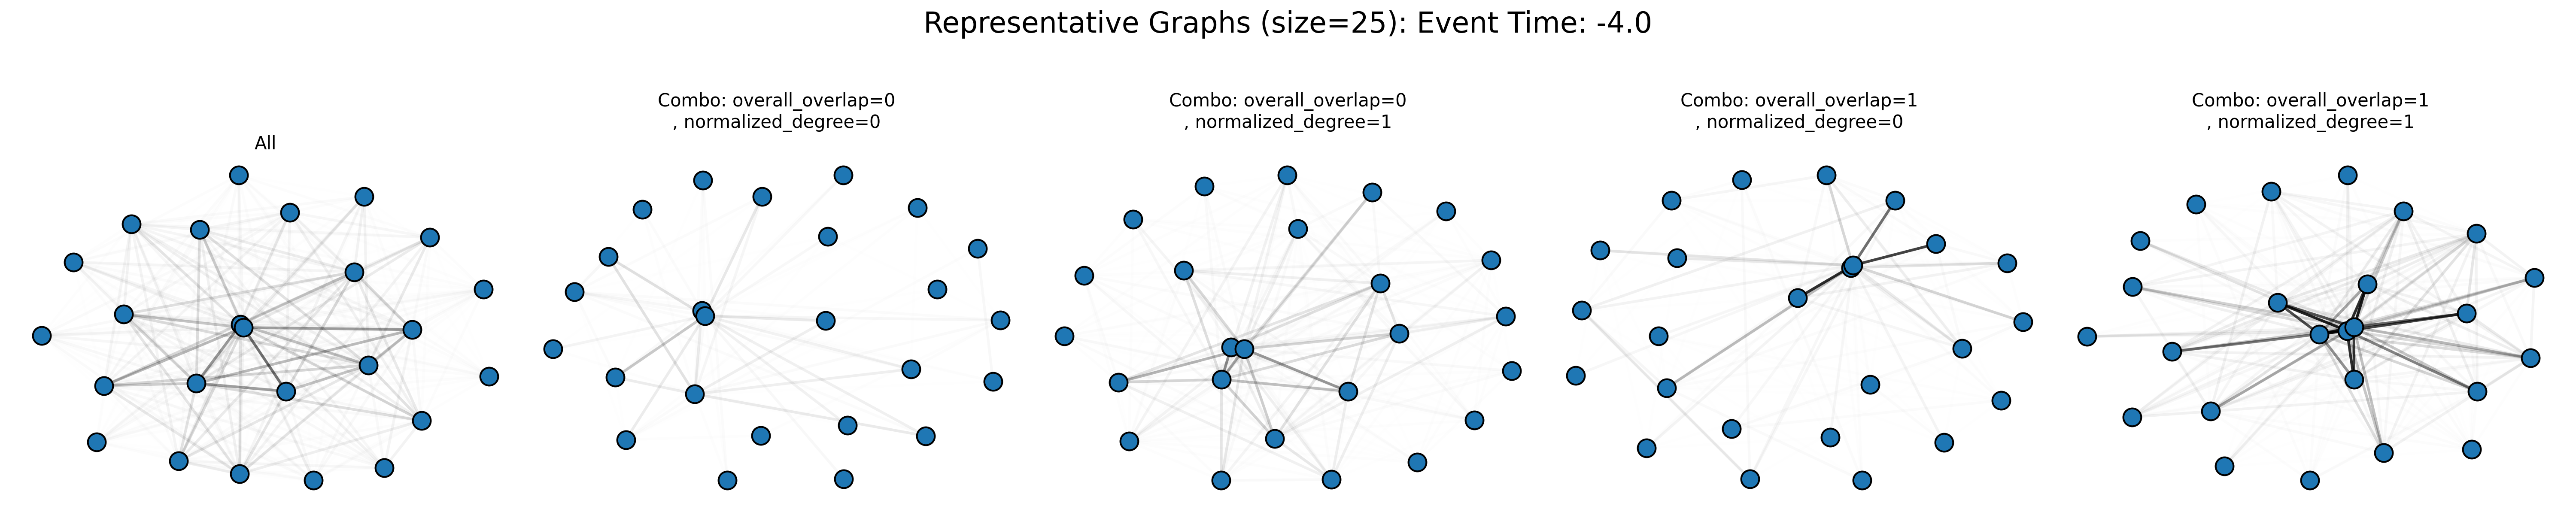 Representative Graphs (size=25): Event Time: -4.0
All
Combo: overall_overlap=0
, normalized_degree=0
Combo: overall_overlap=0
, normalized_degree=1
Combo: overall_overlap=1
, normalized_degree=0
Combo: overall_overlap=1
, normalized_degree=1